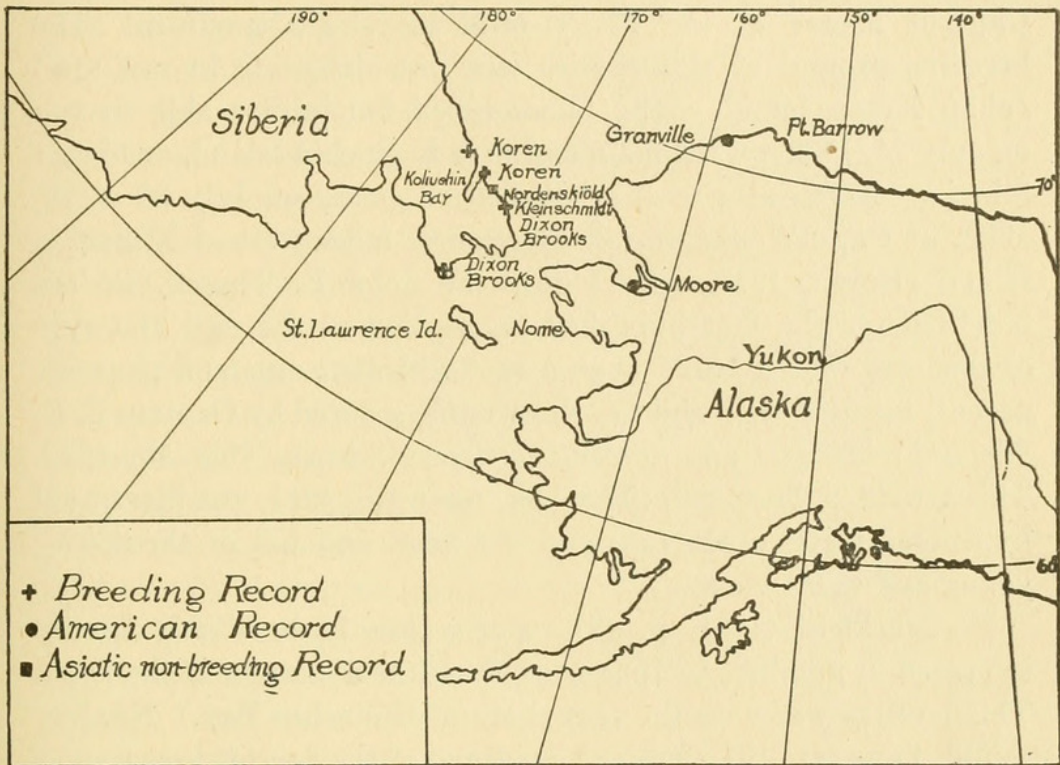 190° 180° 170° 160° 150° 140°
Siberia
Granville
Pt. Barrow
Koren
Koren
70°
Koliuchin
Bay
Nordenskiöld
Kleinschmidt
Dixon
Brooks
Dixon
Brooks
Moore
St. Lawrence Id.
Nome
Yukon
Alaska
60°
Breeding Record
American Record
Asiatic non-breeding Record